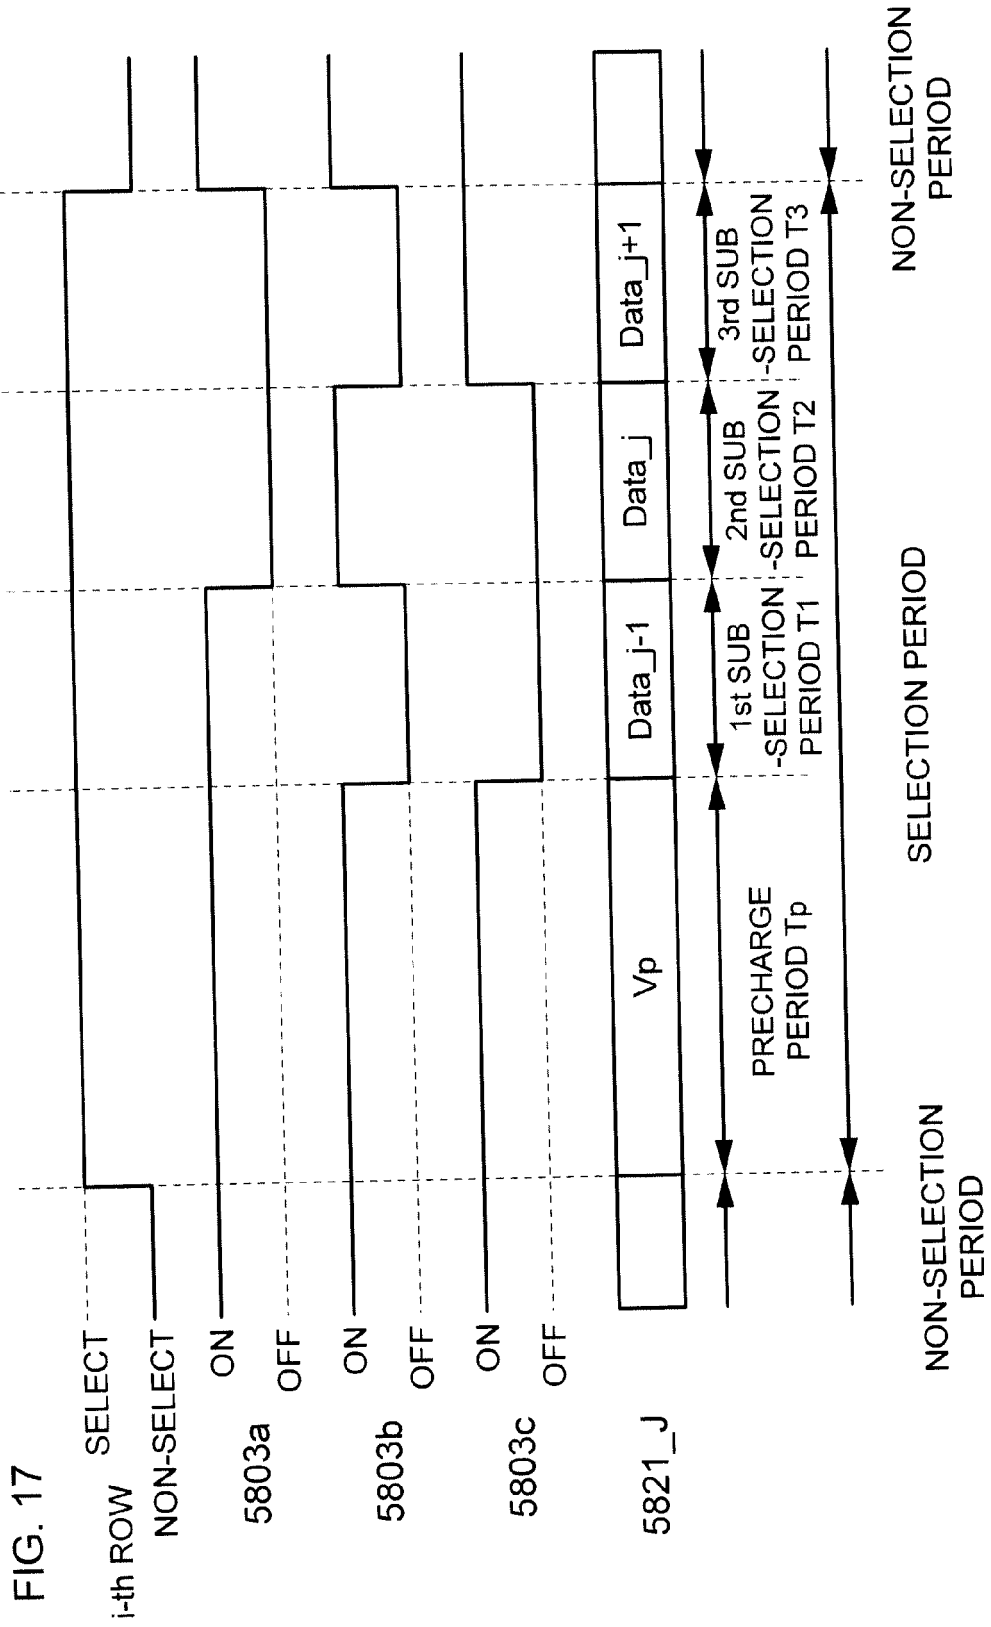 FIG. 17
i-th ROW
SELECT
NON-SELECT
5803a
ON
OFF
5803b
ON
OFF
5803c
ON
OFF
5821_J
Vp
Data_j-1
Data_j
Data_j+1
PRECHARGE
PERIOD Tp
1st SUB
-SELECTION
PERIOD T1
2nd SUB
-SELECTION
PERIOD T2
3rd SUB
-SELECTION
PERIOD T3
NON-SELECTION
PERIOD
SELECTION PERIOD
NON-SELECTION
PERIOD